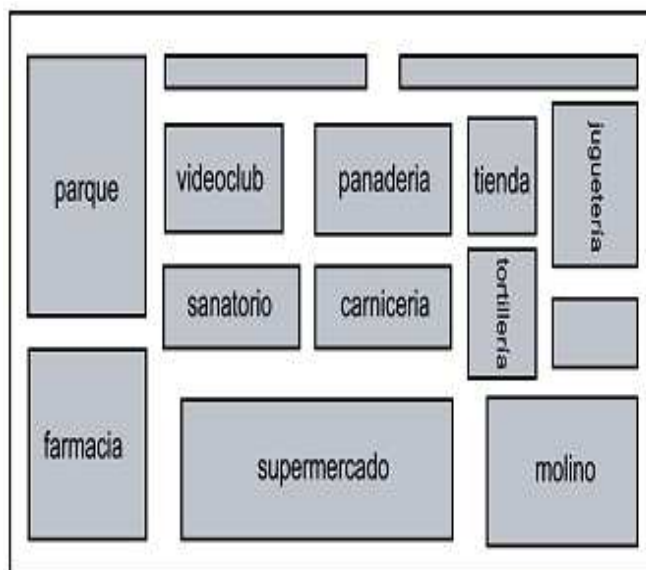 parque
videoclub
panaderia
tienda
juguetería
sanatorio
carniceria
tortillería
farmacia
supermercado
molino